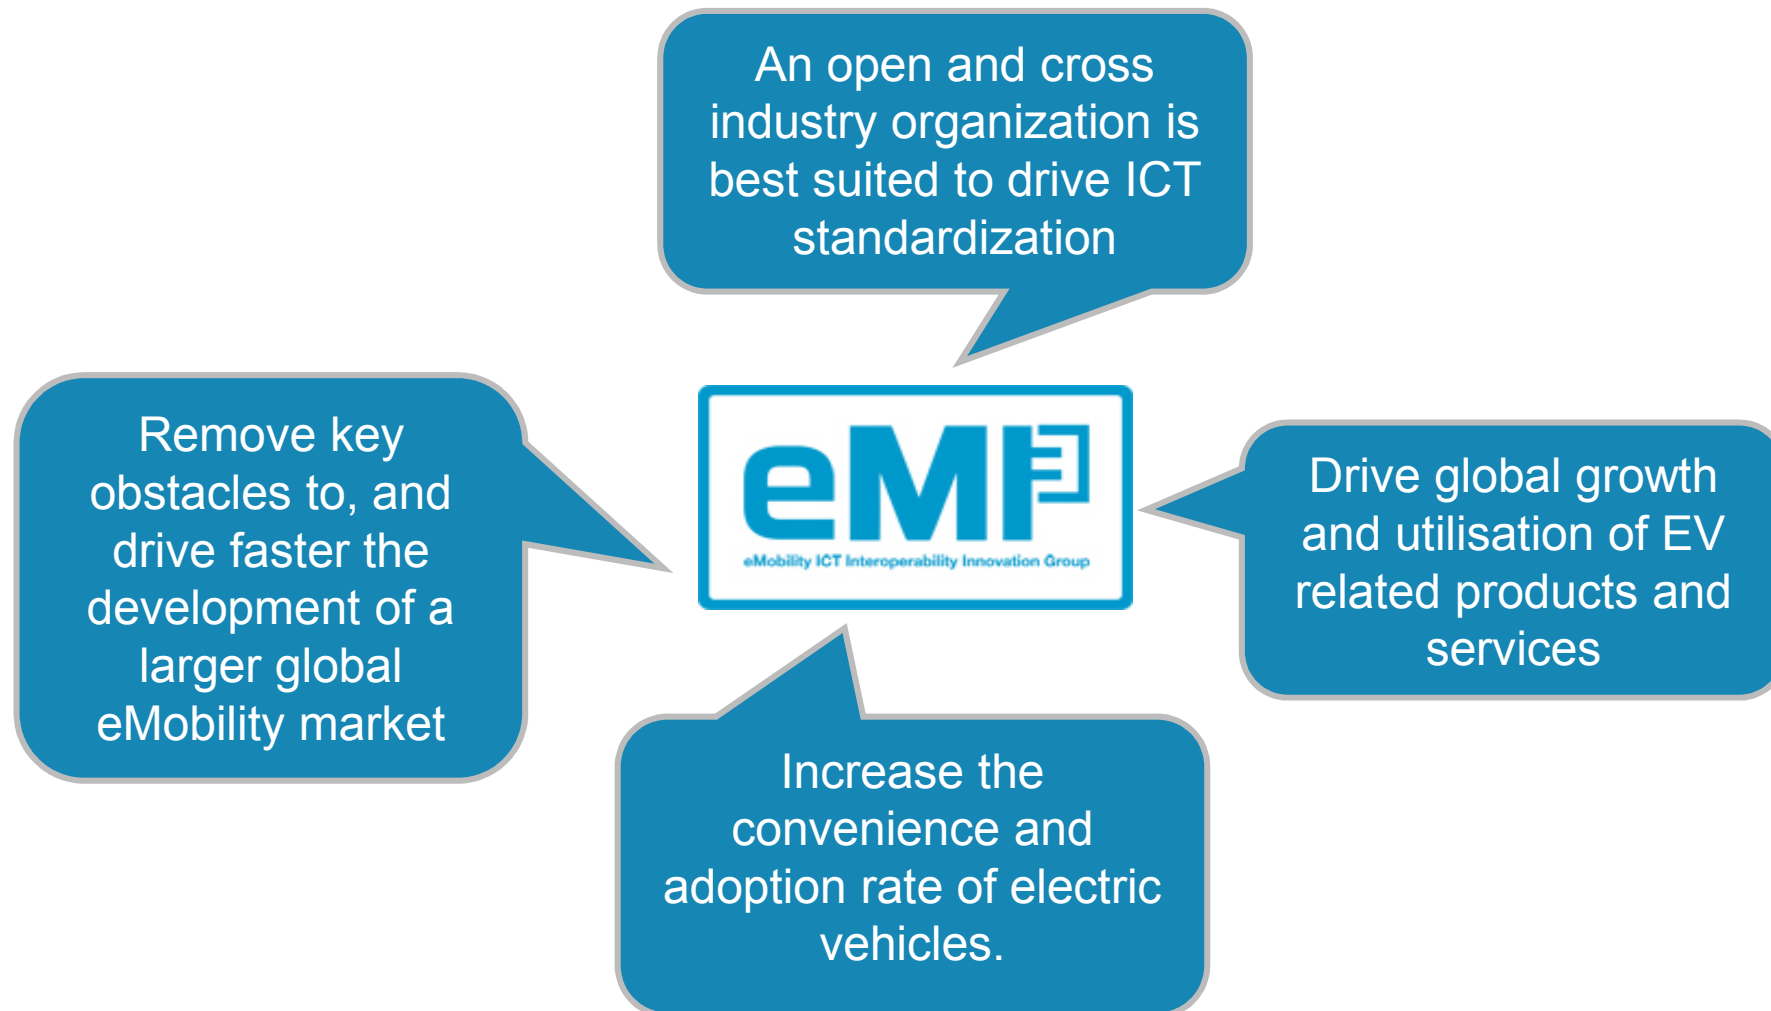 An open and cross
industry organization is
best suited to drive ICT
standardization
Remove key
obstacles to, and
drive faster the
development of a
larger global
eMobility market
eMI3
eMobility ICT Interoperability Innovation Group
Drive global growth
and utilisation of EV
related products and
services
Increase the
convenience and
adoption rate of electric
vehicles.